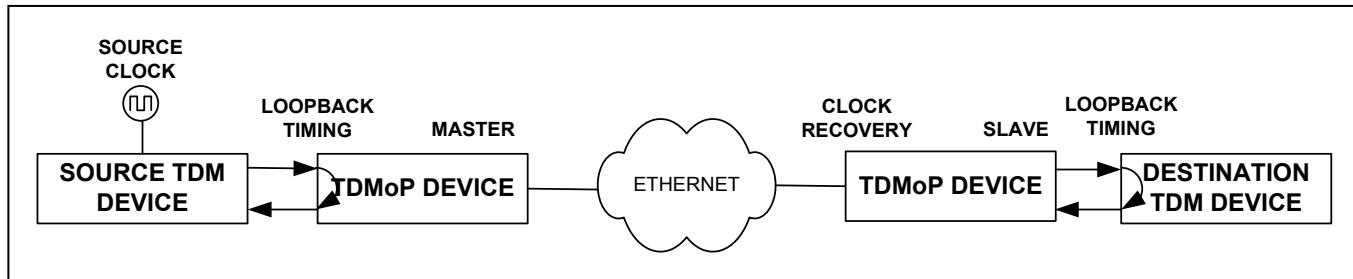 SOURCE
CLOCK
LOOPBACK
TIMING
MASTER
CLOCK
RECOVERY
SLAVE
LOOPBACK
TIMING
SOURCE TDM
DEVICE
TDMoP DEVICE
ETHERNET
TDMoP DEVICE
DESTINATION
TDM DEVICE